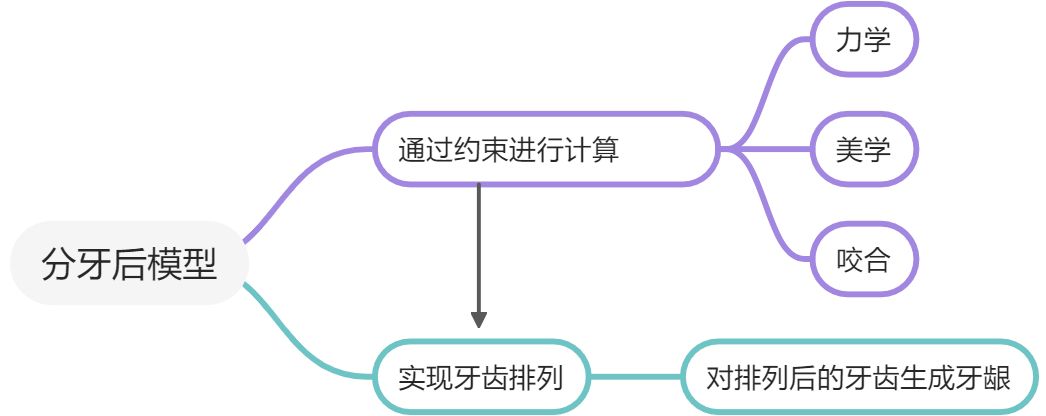 力学
通过约束进行计算
美学
分牙后模型
咬合
实现牙齿排列
对排列后的牙齿生成牙龈